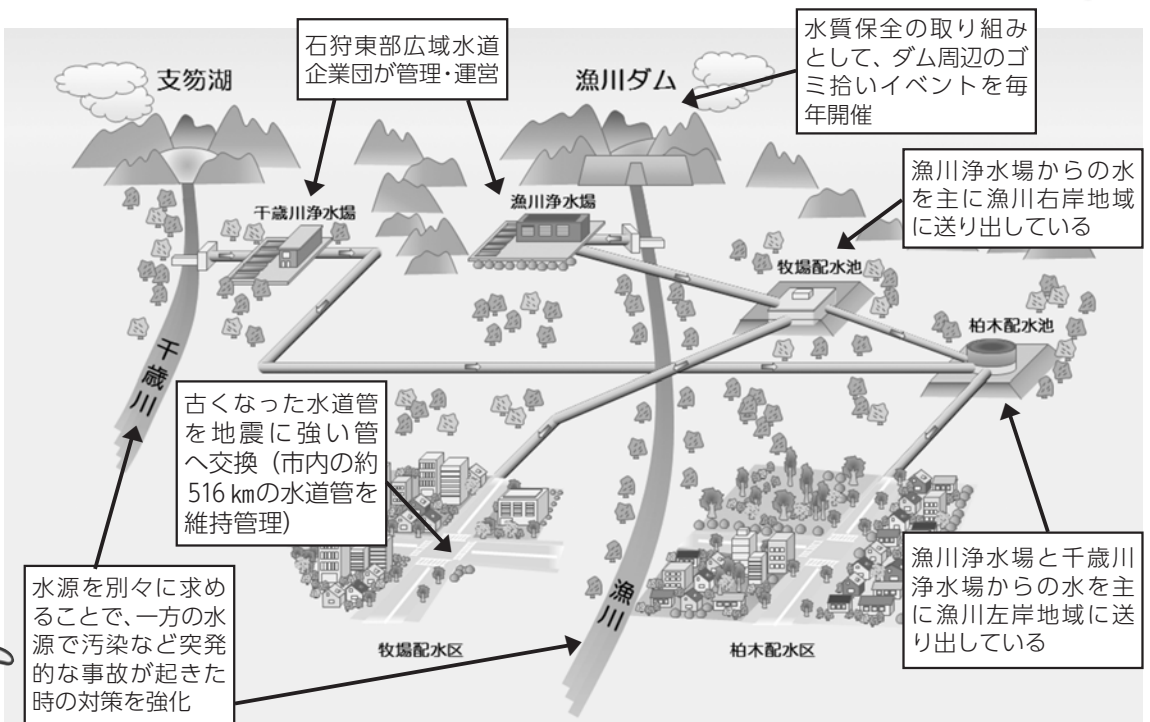 水質保全の取り組み
として、ダム周辺のゴ
ミ拾いイベントを毎
年開催
石狩東部広域水道
企業団が管理・運営
支笏湖
漁川ダム
漁川浄水場からの水
を主に漁川右岸地域
に送り出している
千歳川浄水場
漁川浄水場
牧場配水池
柏木配水池
千歳川
古くなった水道管
を地震に強い管
へ交換（市内の約
516㎞の水道管を
維持管理）
漁川浄水場と千歳川
浄水場からの水を主
に漁川左岸地域に送
り出している
水源を別々に求め
ることで、一方の水
源で汚染など突発
的な事故が起きた
時の対策を強化
漁川
牧場配水区
柏木配水区